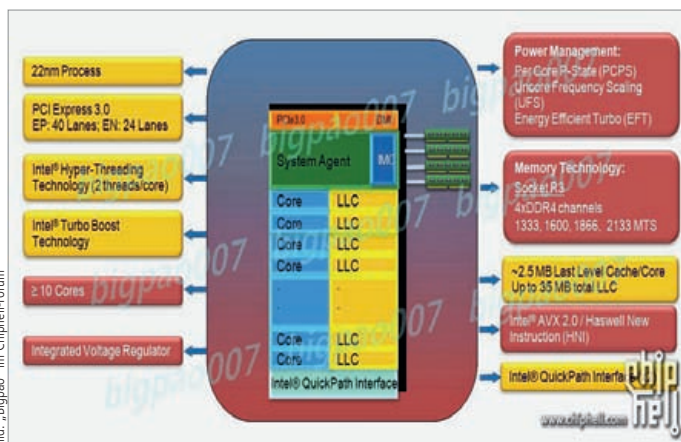 22nm Process
PCI Express 3.0
EP: 40 Lanes; EN: 24 Lanes
Intel® Hyper-Threading
Technology (2 threads/core)
Intel® Turbo Boost
Technology
≥ 10 Cores
Integrated Voltage Regulator
PCIe3.0 DMI
System Agent IMC
Core LLC
Core LLC
Core LLC
Core LLC
Core LLC
Core LLC
Intel® QuickPath Interface
Power Management:
Per Core P-State (PCPS)
Uncore Frequency Scaling
(UFS)
Energy Efficient Turbo (EFT)
Memory Technology:
Socket R3
4xDDR4 channels
1333, 1600, 1866, 2133 MTS
~2.5 MB Last Level Cache/Core
Up to 35 MB total LLC
Intel® AVX 2.0 / Haswell New
Instruction (HNI)
Intel® QuickPath Interface
bigpao007
bigpao007
bigpao007
bigpao007
bigpao007
bigpao007
chip
hell
www.chiphell.com
Bild: „bigpao“ im Chiphell-Forum